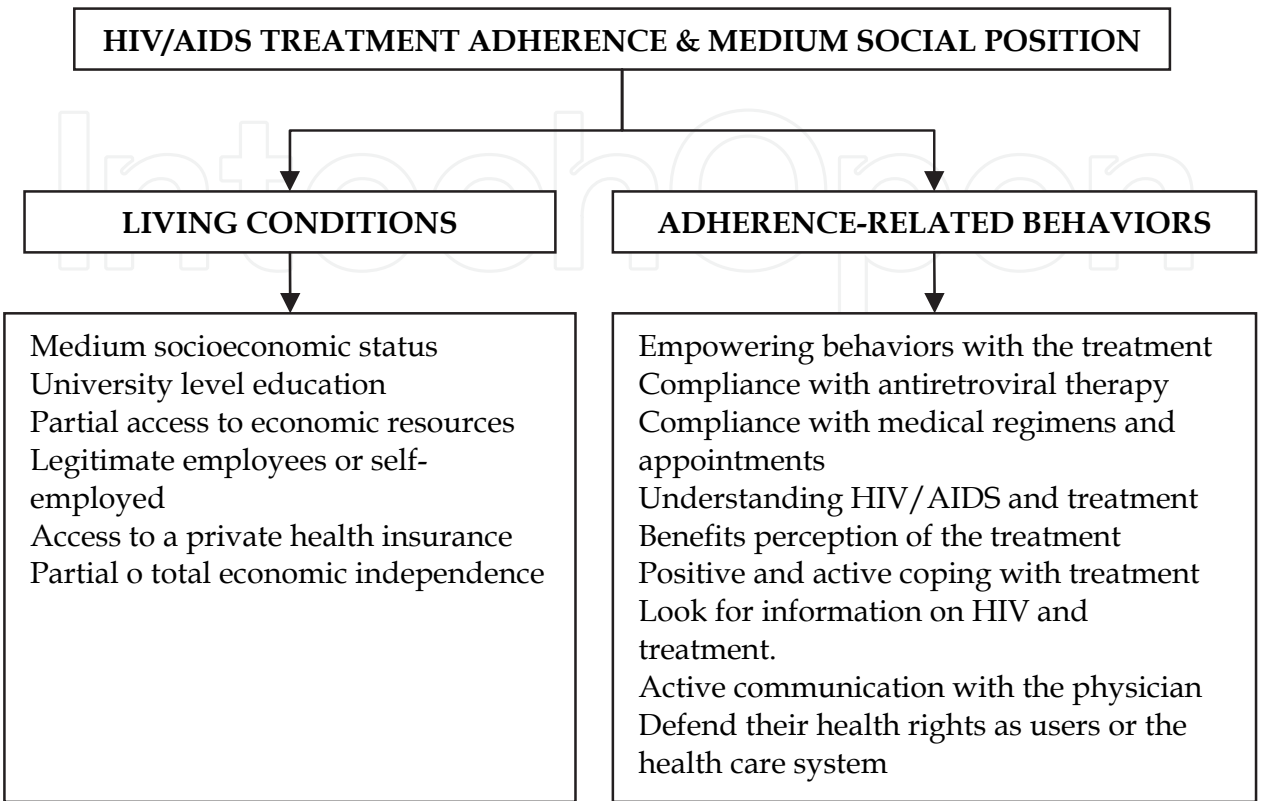 HIV/AIDS TREATMENT ADHERENCE & MEDIUM SOCIAL POSITION
IntechOpen
LIVING CONDITIONS
ADHERENCE-RELATED BEHAVIORS
Medium socioeconomic status
University level education
Partial access to economic resources
Legitimate employees or self-
employed
Access to a private health insurance
Partial o total economic independence
Empowering behaviors with the treatment
Compliance with antiretroviral therapy
Compliance with medical regimens and
appointments
Understanding HIV/AIDS and treatment
Benefits perception of the treatment
Positive and active coping with treatment
Look for information on HIV and
treatment.
Active communication with the physician
Defend their health rights as users or the
health care system